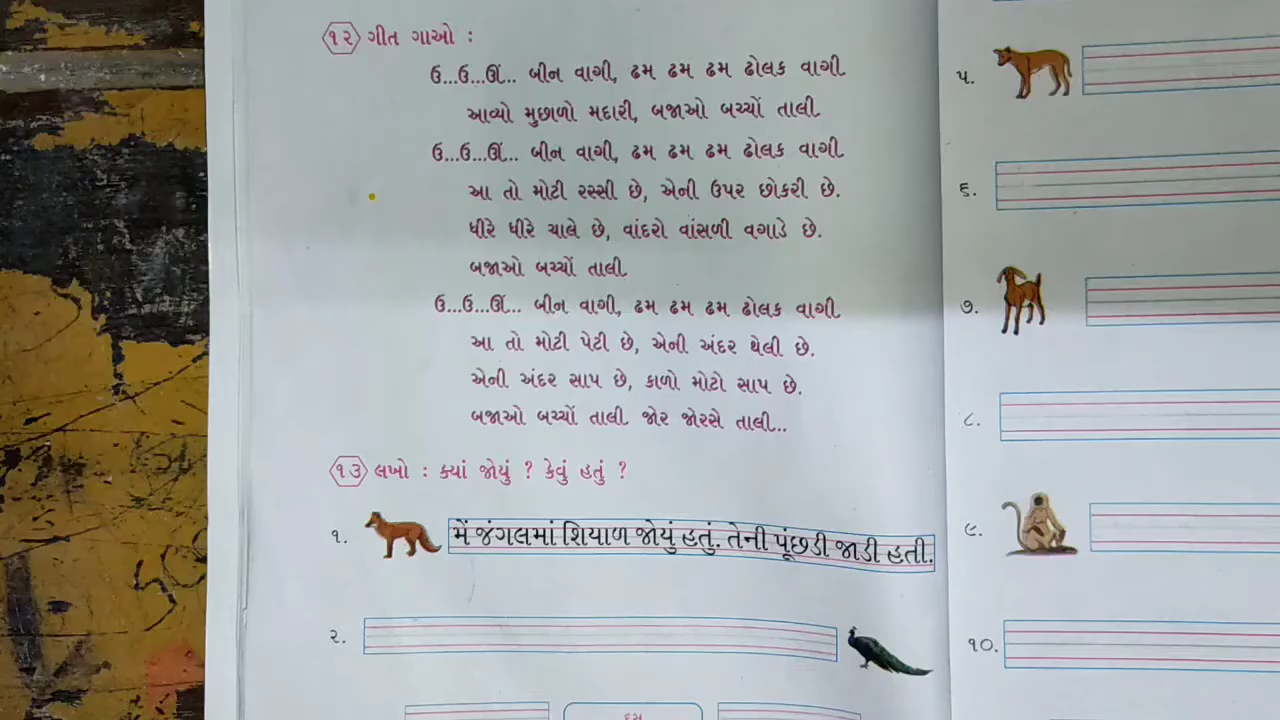 ૧૨ ગીત ગાઓ :
ઉ...ઉ...ઊં... બીન વાગી, ઢમ ઢમ ઢમ ઢોલક વાગી.
આવ્યો મુછાળો મદારી, બજાઓ બચ્ચોં તાલી.
ઉ...ઉ...ઊં... બીન વાગી, ઢમ ઢમ ઢમ ઢોલક વાગી.
આ તો મોટી રસ્સી છે, એની ઉપર છોકરી છે.
ધીરે ધીરે ચાલે છે, વાંદરો વાંસળી વગાડે છે.
બજાઓ બચ્ચોં તાલી.
ઉ...ઉ...ઊં... બીન વાગી, ઢમ ઢમ ઢમ ઢોલક વાગી.
આ તો મોટી પેટી છે, એની અંદર થેલી છે.
એની અંદર સાપ છે, કાળો મોટો સાપ છે.
બજાઓ બચ્ચોં તાલી. જોર જોરસે તાલી...
૧૩ લખો : ક્યાં જોયું ? કેવું હતું ?
૧. મેં જંગલમાં શિયાળ જોયું હતું. તેની પૂંછડી જાડી હતી.
૨.
૫.
૬.
૭.
૮.
૯.
૧૦.